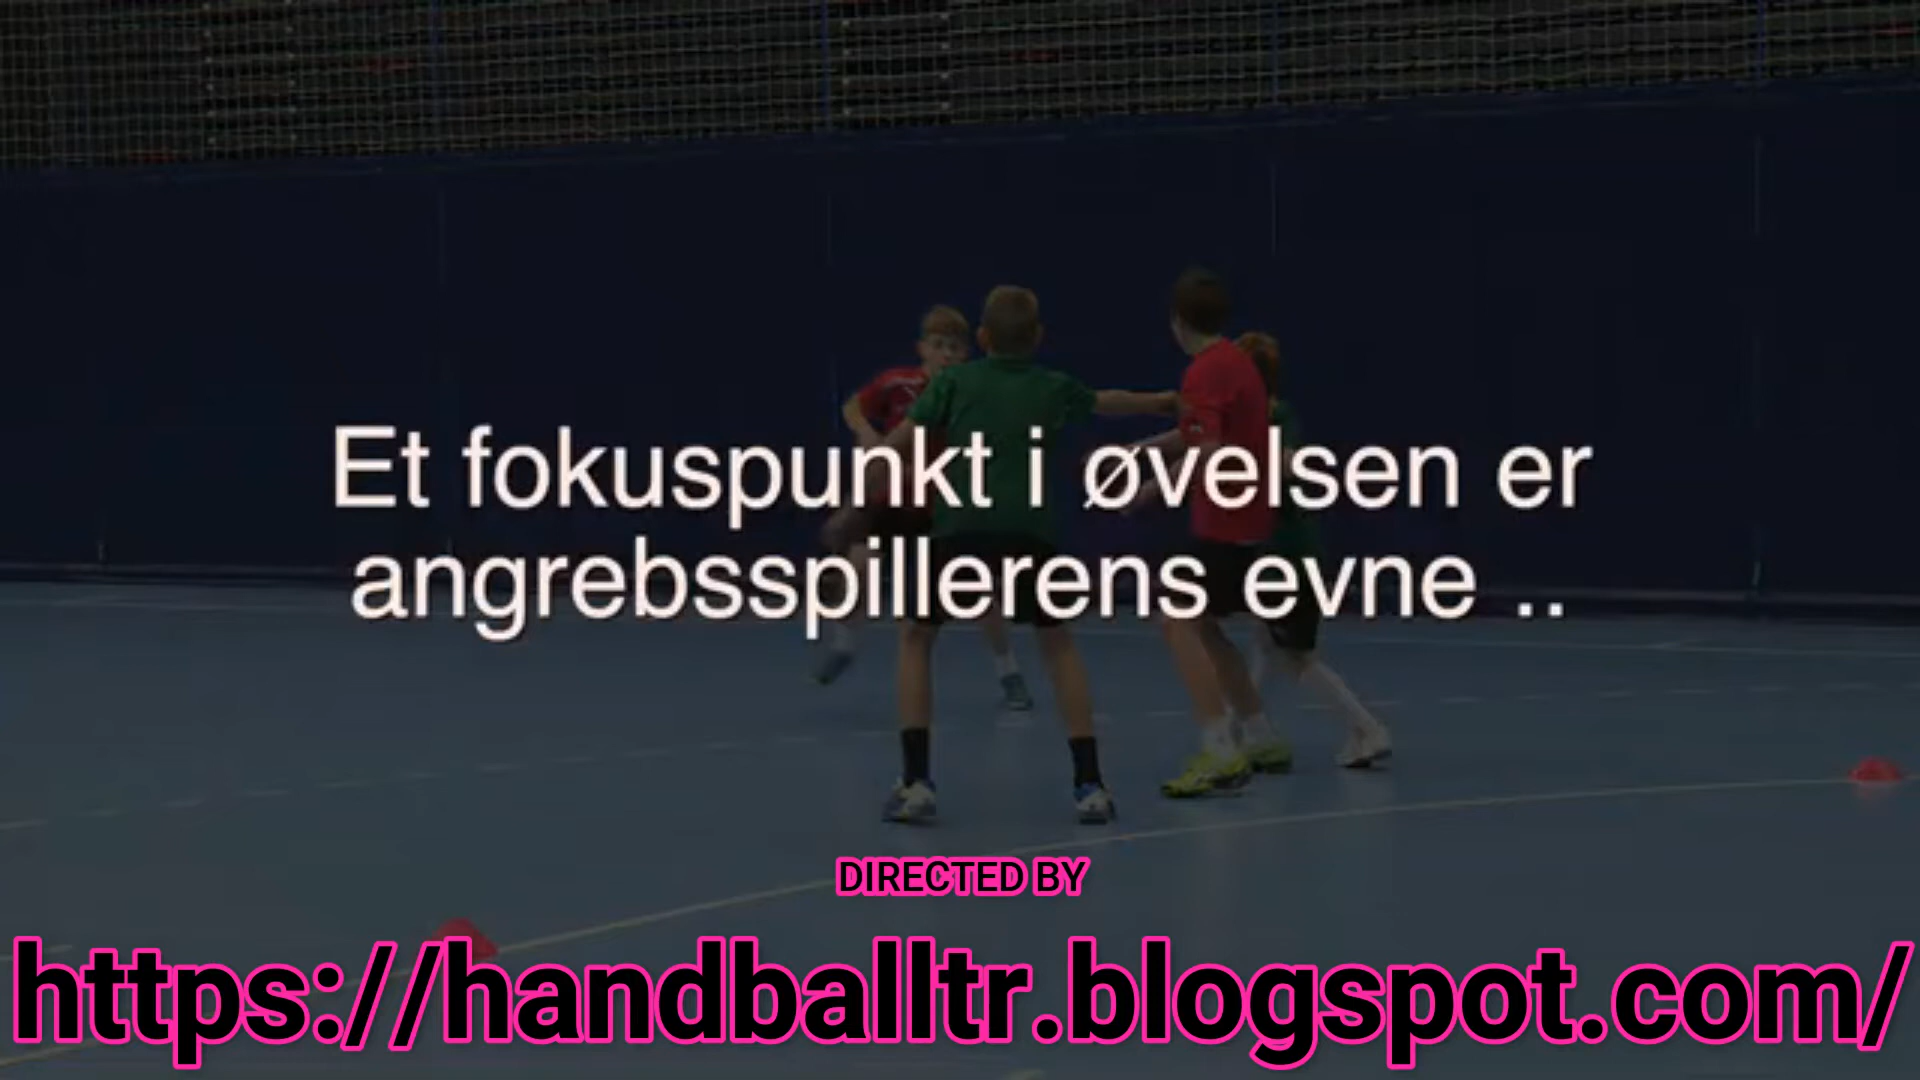 Et fokuspunkt i øvelsen er
angrebsspillerens evne ..
DIRECTED BY
https://handballtr.blogspot.com/